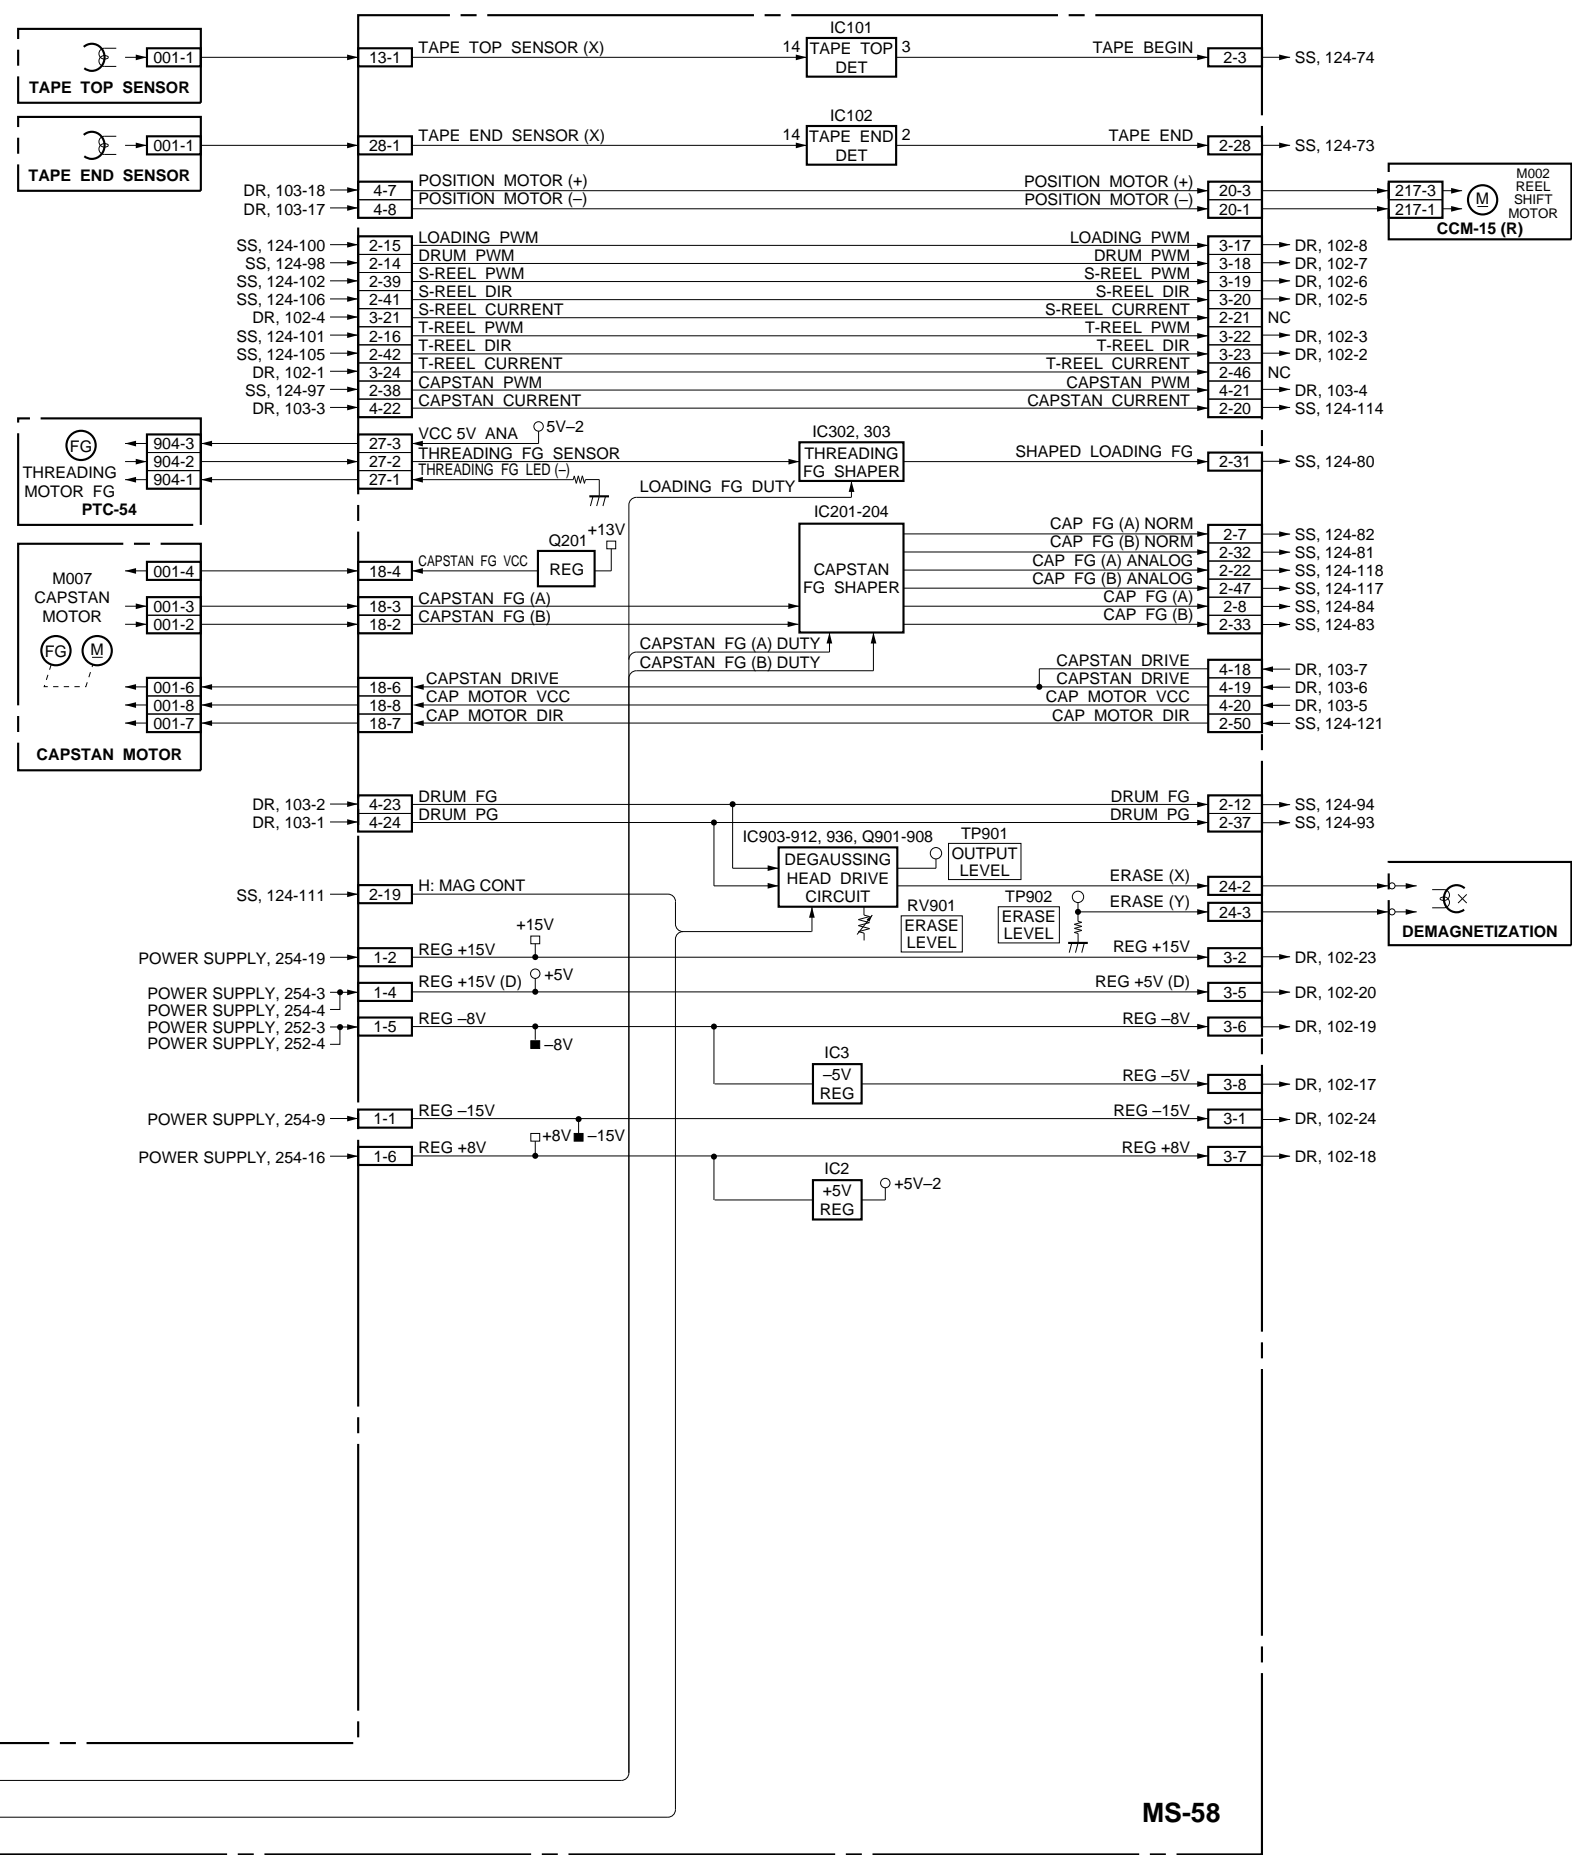 IC101
001-1
13-1
TAPE TOP SENSOR (X)
14
TAPE TOP
DET
3
TAPE BEGIN
2-3
SS, 124-74
TAPE TOP SENSOR
IC102
001-1
28-1
TAPE END SENSOR (X)
14
TAPE END
DET
2
TAPE END
2-28
SS, 124-73
TAPE END SENSOR
DR, 103-18
4-7
POSITION MOTOR (+)
POSITION MOTOR (+)
20-3
DR, 103-17
4-8
POSITION MOTOR (–)
POSITION MOTOR (–)
20-1
217-3
217-1
M
M002
REEL
SHIFT
MOTOR
CCM-15 (R)
SS, 124-100
2-15
LOADING PWM
LOADING PWM
3-17
DR, 102-8
SS, 124-98
2-14
DRUM PWM
DRUM PWM
3-18
DR, 102-7
SS, 124-102
2-39
S-REEL PWM
S-REEL PWM
3-19
DR, 102-6
SS, 124-106
2-41
S-REEL DIR
S-REEL DIR
3-20
DR, 102-5
DR, 102-4
3-21
S-REEL CURRENT
S-REEL CURRENT
2-21
NC
SS, 124-101
2-16
T-REEL PWM
T-REEL PWM
3-22
DR, 102-3
SS, 124-105
2-42
T-REEL DIR
T-REEL DIR
3-23
DR, 102-2
DR, 102-1
3-24
T-REEL CURRENT
T-REEL CURRENT
2-46
NC
SS, 124-97
2-38
CAPSTAN PWM
CAPSTAN PWM
4-21
DR, 103-4
DR, 103-3
4-22
CAPSTAN CURRENT
CAPSTAN CURRENT
2-20
SS, 124-114
FG
THREADING
MOTOR FG
PTC-54
904-3
904-2
904-1
27-3
27-2
27-1
VCC 5V ANA
5V–2
THREADING FG SENSOR
THREADING FG LED (–)
IC302, 303
THREADING
FG SHAPER
SHAPED LOADING FG
2-31
SS, 124-80
LOADING FG DUTY
IC201-204
CAPSTAN
FG SHAPER
CAP FG (A) NORM
2-7
SS, 124-82
CAP FG (B) NORM
2-32
SS, 124-81
CAP FG (A) ANALOG
2-22
SS, 124-118
CAP FG (B) ANALOG
2-47
SS, 124-117
CAP FG (A)
2-8
SS, 124-84
CAP FG (B)
2-33
SS, 124-83
M007
CAPSTAN
MOTOR
FG
M
001-4
18-4
CAPSTAN FG VCC
Q201
REG
+13V
001-3
18-3
CAPSTAN FG (A)
001-2
18-2
CAPSTAN FG (B)
CAPSTAN FG (A) DUTY
CAPSTAN FG (B) DUTY
CAPSTAN DRIVE
4-18
DR, 103-7
001-6
18-6
CAPSTAN DRIVE
CAPSTAN DRIVE
4-19
DR, 103-6
001-8
18-8
CAP MOTOR VCC
CAP MOTOR VCC
4-20
DR, 103-5
001-7
18-7
CAP MOTOR DIR
CAP MOTOR DIR
2-50
SS, 124-121
CAPSTAN MOTOR
DR, 103-2
4-23
DRUM FG
DRUM FG
2-12
SS, 124-94
DR, 103-1
4-24
DRUM PG
DRUM PG
2-37
SS, 124-93
IC903-912, 936, Q901-908
DEGAUSSING
HEAD DRIVE
CIRCUIT
TP901
OUTPUT
LEVEL
SS, 124-111
2-19
H: MAG CONT
RV901
ERASE
LEVEL
TP902
ERASE
LEVEL
ERASE (X)
24-2
ERASE (Y)
24-3
DEMAGNETIZATION
POWER SUPPLY, 254-19
1-2
REG +15V
+15V
REG +15V
3-2
DR, 102-23
POWER SUPPLY, 254-3
POWER SUPPLY, 254-4
1-4
REG +15V (D)
+5V
REG +5V (D)
3-5
DR, 102-20
POWER SUPPLY, 252-3
POWER SUPPLY, 252-4
1-5
REG –8V
–8V
REG –8V
3-6
DR, 102-19
IC3
–5V
REG
REG –5V
3-8
DR, 102-17
POWER SUPPLY, 254-9
1-1
REG –15V
–15V
REG –15V
3-1
DR, 102-24
POWER SUPPLY, 254-16
1-6
REG +8V
+8V
REG +8V
3-7
DR, 102-18
IC2
+5V
REG
+5V–2
MS-58